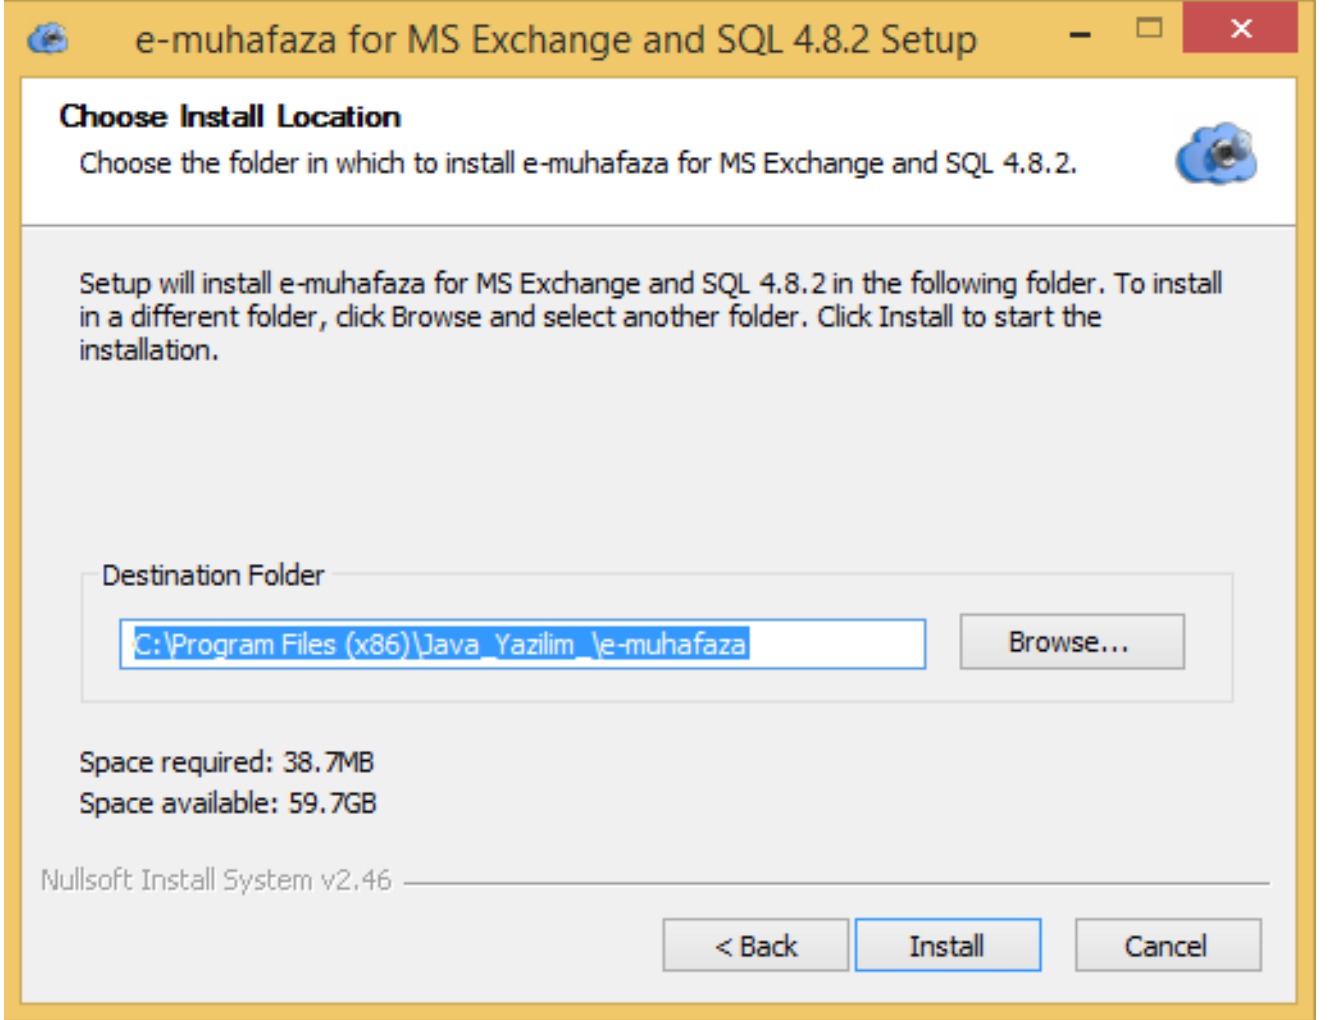 e-muhafaza for MS Exchange and SQL 4.8.2 Setup
Choose Install Location
Choose the folder in which to install e-muhafaza for MS Exchange and SQL 4.8.2.
Setup will install e-muhafaza for MS Exchange and SQL 4.8.2 in the following folder. To install
in a different folder, click Browse and select another folder. Click Install to start the
installation.
Destination Folder
C:\Program Files (x86)\Java_Yazilim_\e-muhafaza
Browse...
Space required: 38.7MB
Space available: 59.7GB
Nullsoft Install System v2.46
< Back
Install
Cancel